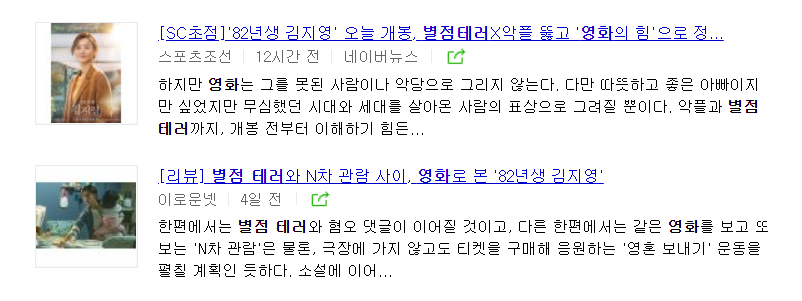 [SC초점]'82년생 김지영' 오늘 개봉, 별점테러X악플 뚫고 '영화의 힘'으로 정...
스포츠조선 | 12시간 전 | 네이버뉴스 |
하지만 영화는 그를 못된 사람이나 악당으로 그리지 않는다. 다만 따뜻하고 좋은 아빠이지
만 싶었지만 무심했던 시대와 세대를 살아온 사람의 표상으로 그려질 뿐이다. 악플과 별점
테러까지, 개봉 전부터 이해하기 힘든...
[리뷰] 별점 테러와 N차 관람 사이, 영화로 본 '82년생 김지영'
이로운넷 | 4일 전 |
한편에서는 별점 테러와 혐오 댓글이 이어질 것이고, 다른 한편에서는 같은 영화를 보고 또
보는 'N차 관람'은 물론, 극장에 가지 않고도 티켓을 구매해 응원하는 '영혼 보내기' 운동을
펼칠 계획인 듯하다. 소설에 이어...